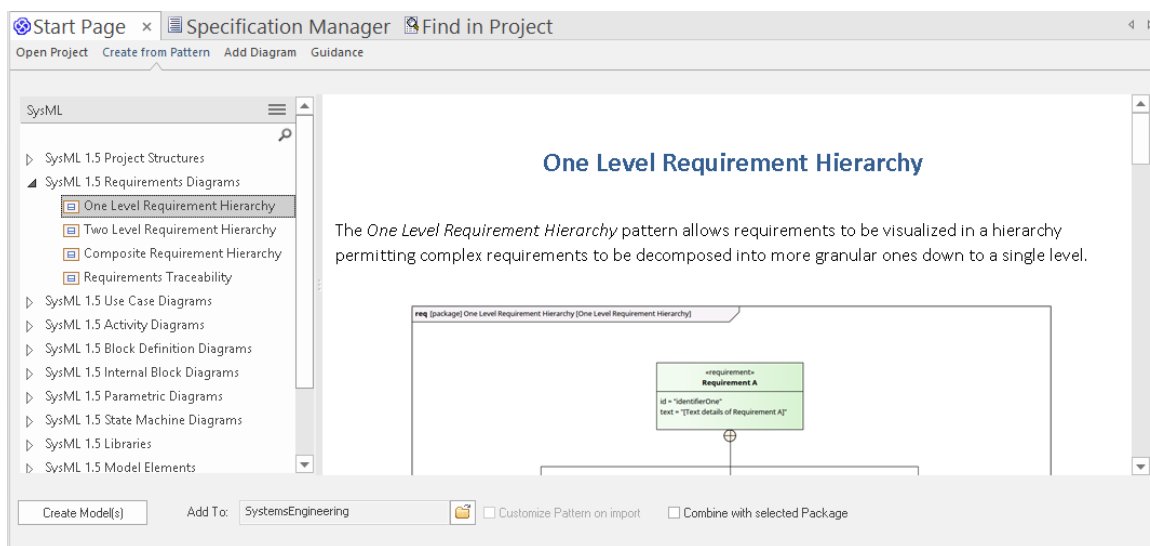 Start Page × Specification Manager Find in Project
Open Project Create from Pattern Add Diagram Guidance
SysML
SysML 1.5 Project Structures
SysML 1.5 Requirements Diagrams
One Level Requirement Hierarchy
Two Level Requirement Hierarchy
Composite Requirement Hierarchy
Requirements Traceability
SysML 1.5 Use Case Diagrams
SysML 1.5 Activity Diagrams
SysML 1.5 Block Definition Diagrams
SysML 1.5 Internal Block Diagrams
SysML 1.5 Parametric Diagrams
SysML 1.5 State Machine Diagrams
SysML 1.5 Libraries
SysML 1.5 Model Elements
One Level Requirement Hierarchy
The One Level Requirement Hierarchy pattern allows requirements to be visualized in a hierarchy
permitting complex requirements to be decomposed into more granular ones down to a single level.
req [package] One Level Requirement Hierarchy [One Level Requirement Hierarchy]
«requirement»
Requirement A
id = "identifierOne"
text = "[Text details of Requirement A]"
Create Model(s) Add To: SystemsEngineering Customize Pattern on import Combine with selected Package